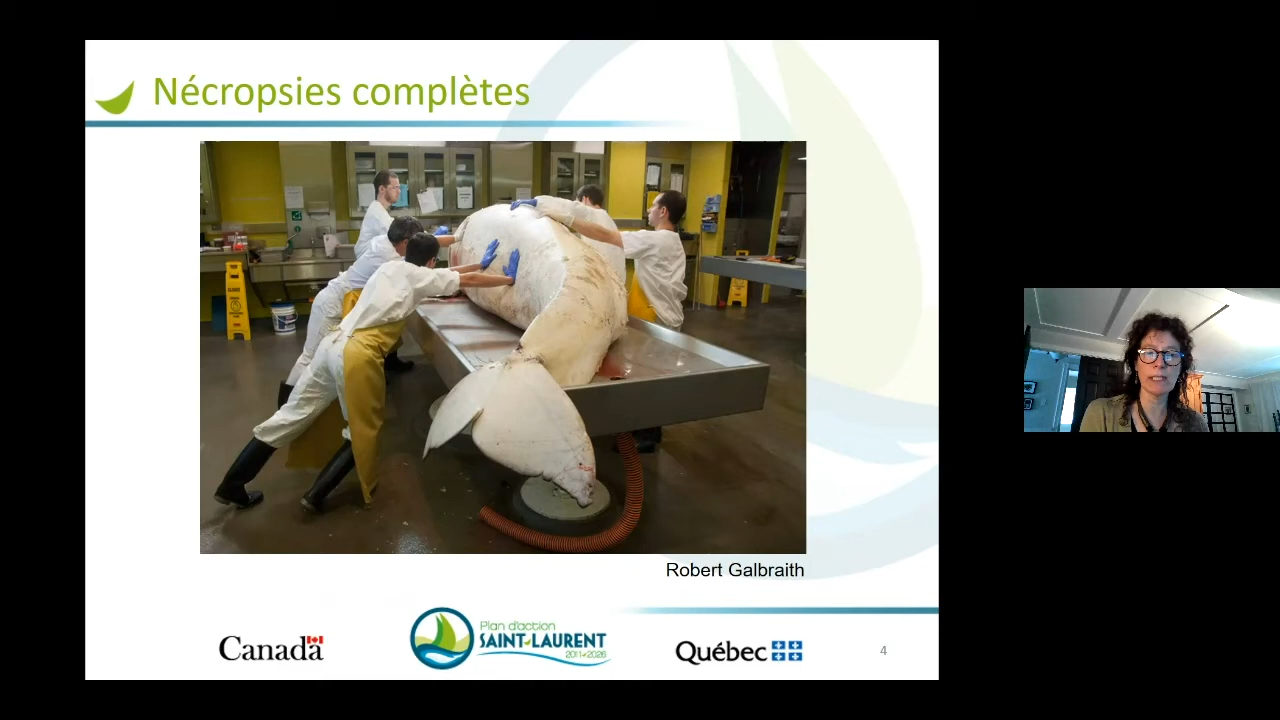 Nécropsies complètes
Robert Galbraith
Canada
Plan d'action
SAINT-LAURENT
2011-2026
Québec
4